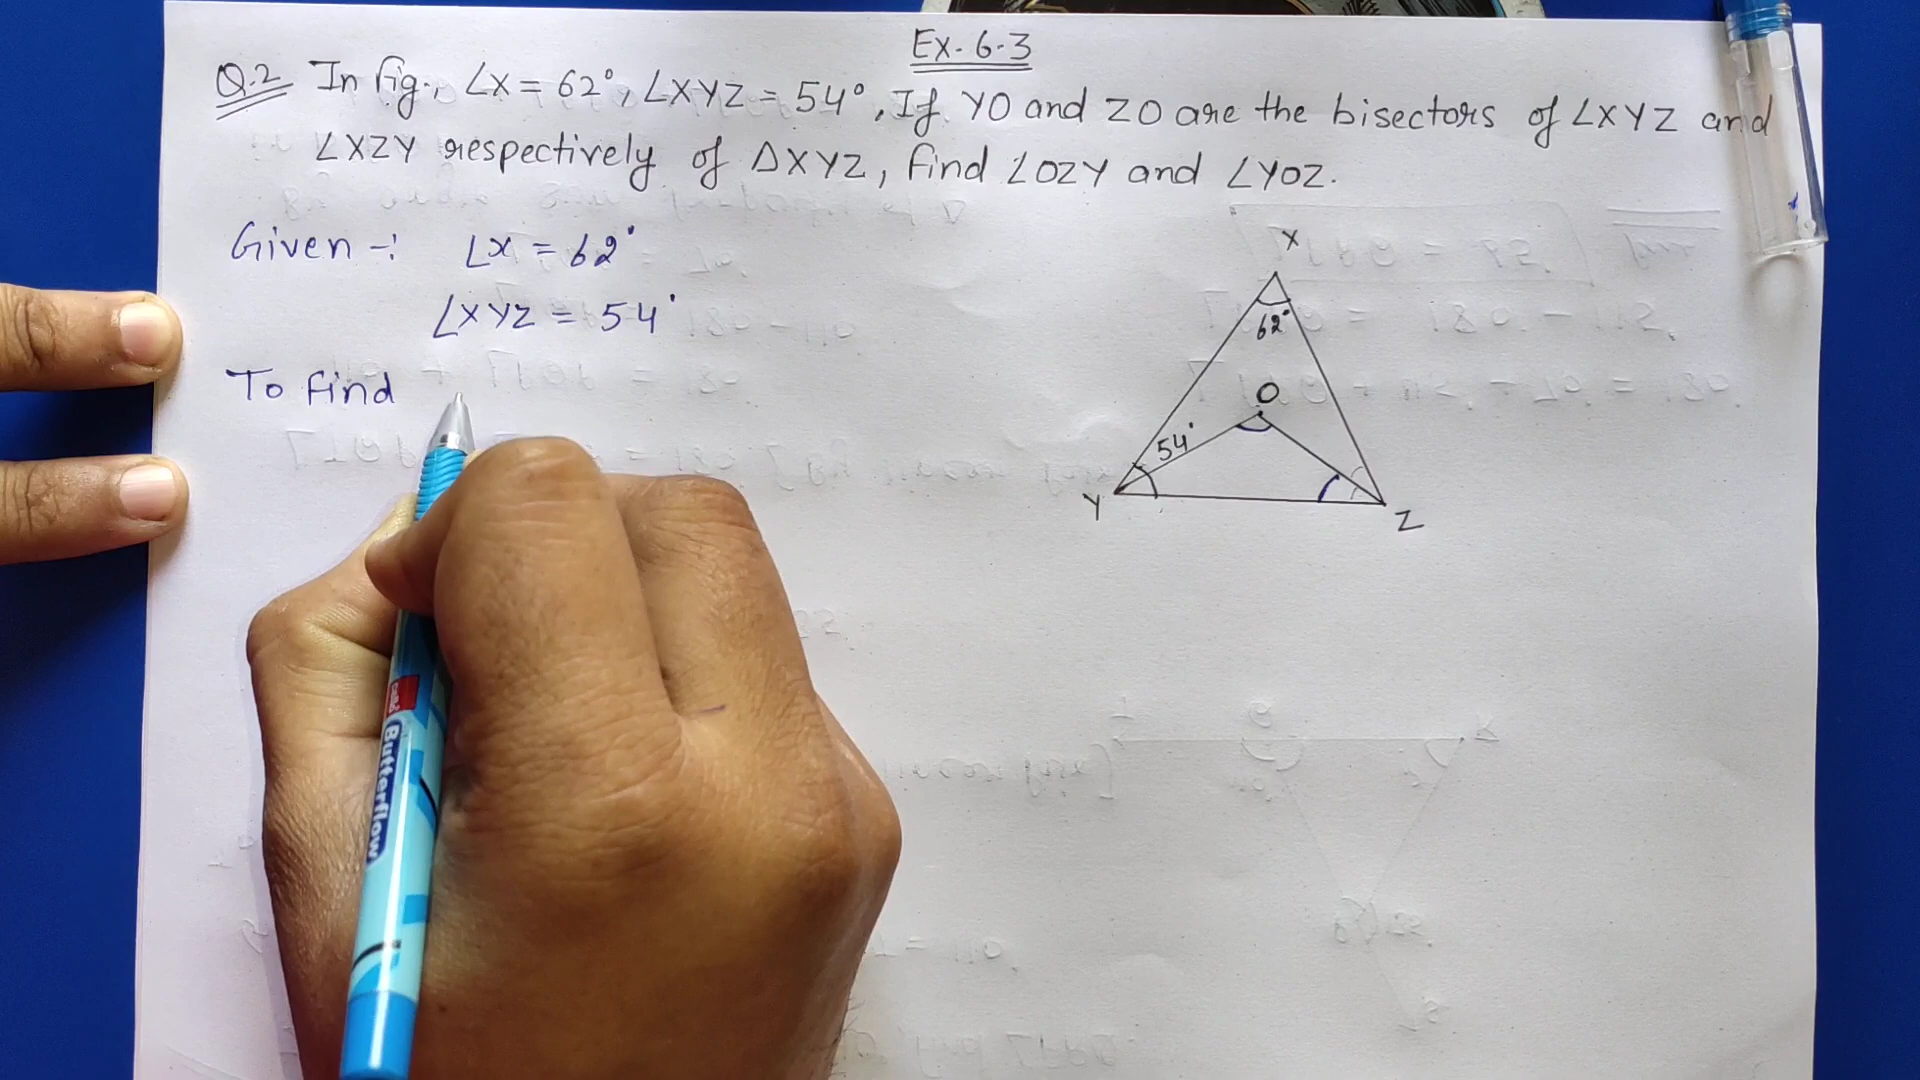 Ex. 6.3
Q.2 In fig., ∠X = 62°, ∠XYZ = 54°, If YO and ZO are the bisectors of ∠XYZ and
∠XZY respectively of ΔXYZ, find ∠OZY and ∠YOZ.
Given -: ∠x = 62°
∠XYZ = 54°
To find
X
62°
O
54°
Y
Z
cello Butterflow